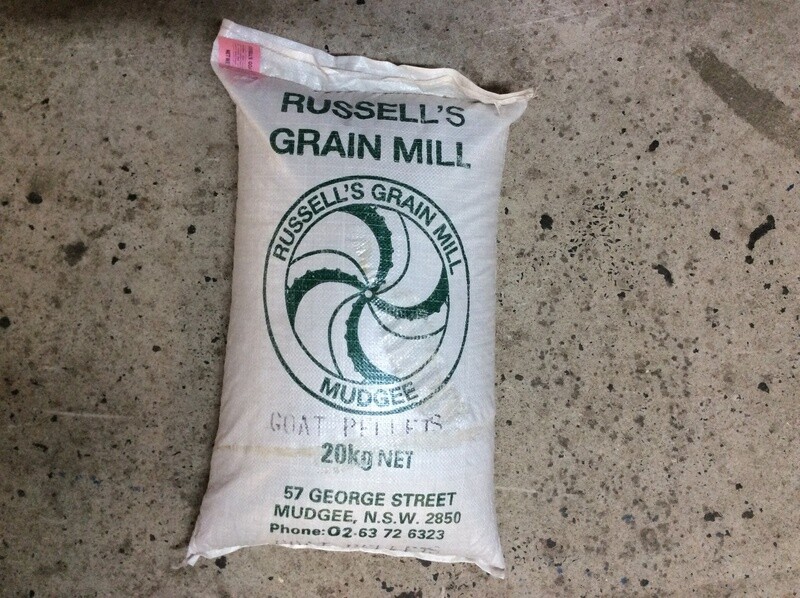 RUSSELL'S
GRAIN MILL
RUSSELL'S GRAIN MILL
MUDGEE
GOAT PELLETS
20kg NET
57 GEORGE STREET
MUDGEE, N.S.W. 2850
Phone: 02-63 72 6323